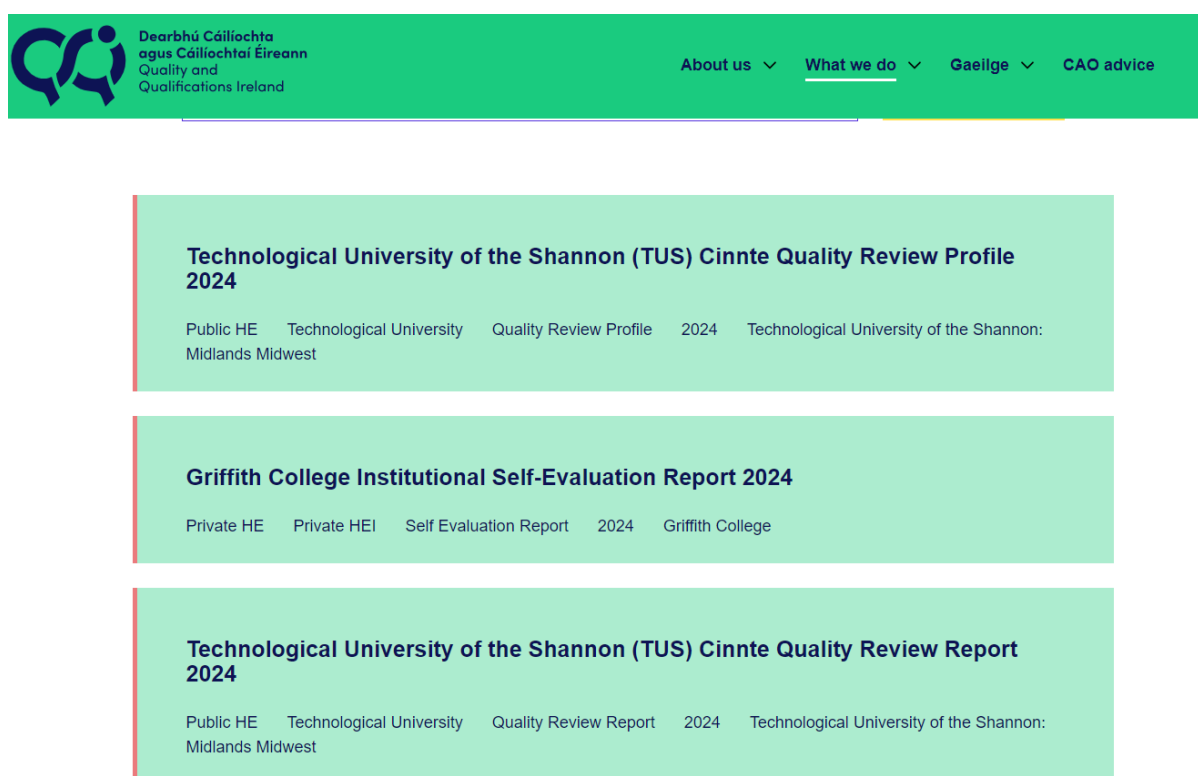 Dearbhú Cáilíochta
agus Cáilíochtaí Éireann
Quality and
Qualifications Ireland
About us What we do Gaeilge CAO advice
Technological University of the Shannon (TUS) Cinnte Quality Review Profile
2024
Public HE Technological University Quality Review Profile 2024 Technological University of the Shannon:
Midlands Midwest
Griffith College Institutional Self-Evaluation Report 2024
Private HE Private HEI Self Evaluation Report 2024 Griffith College
Technological University of the Shannon (TUS) Cinnte Quality Review Report
2024
Public HE Technological University Quality Review Report 2024 Technological University of the Shannon:
Midlands Midwest